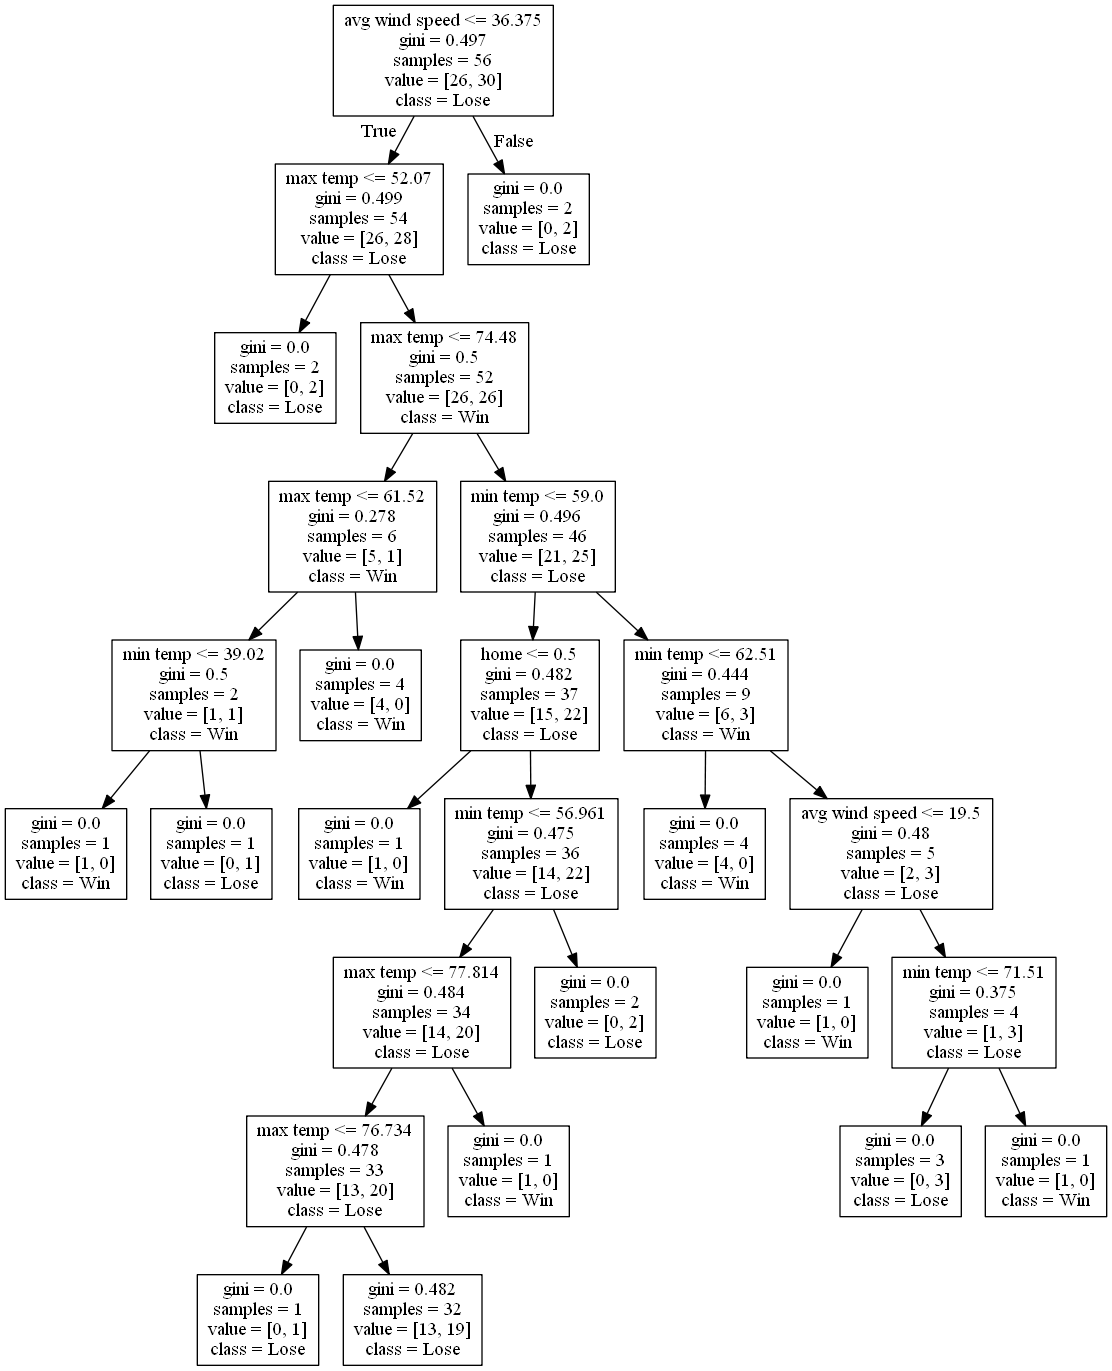 avg wind speed <= 36.375
gini = 0.497
samples = 56
value = [26, 30]
class = Lose
True
False
max temp <= 52.07
gini = 0.499
samples = 54
value = [26, 28]
class = Lose
gini = 0.0
samples = 2
value = [0, 2]
class = Lose
gini = 0.0
samples = 2
value = [0, 2]
class = Lose
max temp <= 74.48
gini = 0.5
samples = 52
value = [26, 26]
class = Win
max temp <= 61.52
gini = 0.278
samples = 6
value = [5, 1]
class = Win
min temp <= 59.0
gini = 0.496
samples = 46
value = [21, 25]
class = Lose
min temp <= 39.02
gini = 0.5
samples = 2
value = [1, 1]
class = Win
gini = 0.0
samples = 4
value = [4, 0]
class = Win
home <= 0.5
gini = 0.482
samples = 37
value = [15, 22]
class = Lose
min temp <= 62.51
gini = 0.444
samples = 9
value = [6, 3]
class = Win
gini = 0.0
samples = 1
value = [1, 0]
class = Win
gini = 0.0
samples = 1
value = [0, 1]
class = Lose
gini = 0.0
samples = 1
value = [1, 0]
class = Win
min temp <= 56.961
gini = 0.475
samples = 36
value = [14, 22]
class = Lose
gini = 0.0
samples = 4
value = [4, 0]
class = Win
avg wind speed <= 19.5
gini = 0.48
samples = 5
value = [2, 3]
class = Lose
max temp <= 77.814
gini = 0.484
samples = 34
value = [14, 20]
class = Lose
gini = 0.0
samples = 2
value = [0, 2]
class = Lose
gini = 0.0
samples = 1
value = [1, 0]
class = Win
min temp <= 71.51
gini = 0.375
samples = 4
value = [1, 3]
class = Lose
max temp <= 76.734
gini = 0.478
samples = 33
value = [13, 20]
class = Lose
gini = 0.0
samples = 1
value = [1, 0]
class = Win
gini = 0.0
samples = 3
value = [0, 3]
class = Lose
gini = 0.0
samples = 1
value = [1, 0]
class = Win
gini = 0.0
samples = 1
value = [0, 1]
class = Lose
gini = 0.482
samples = 32
value = [13, 19]
class = Lose